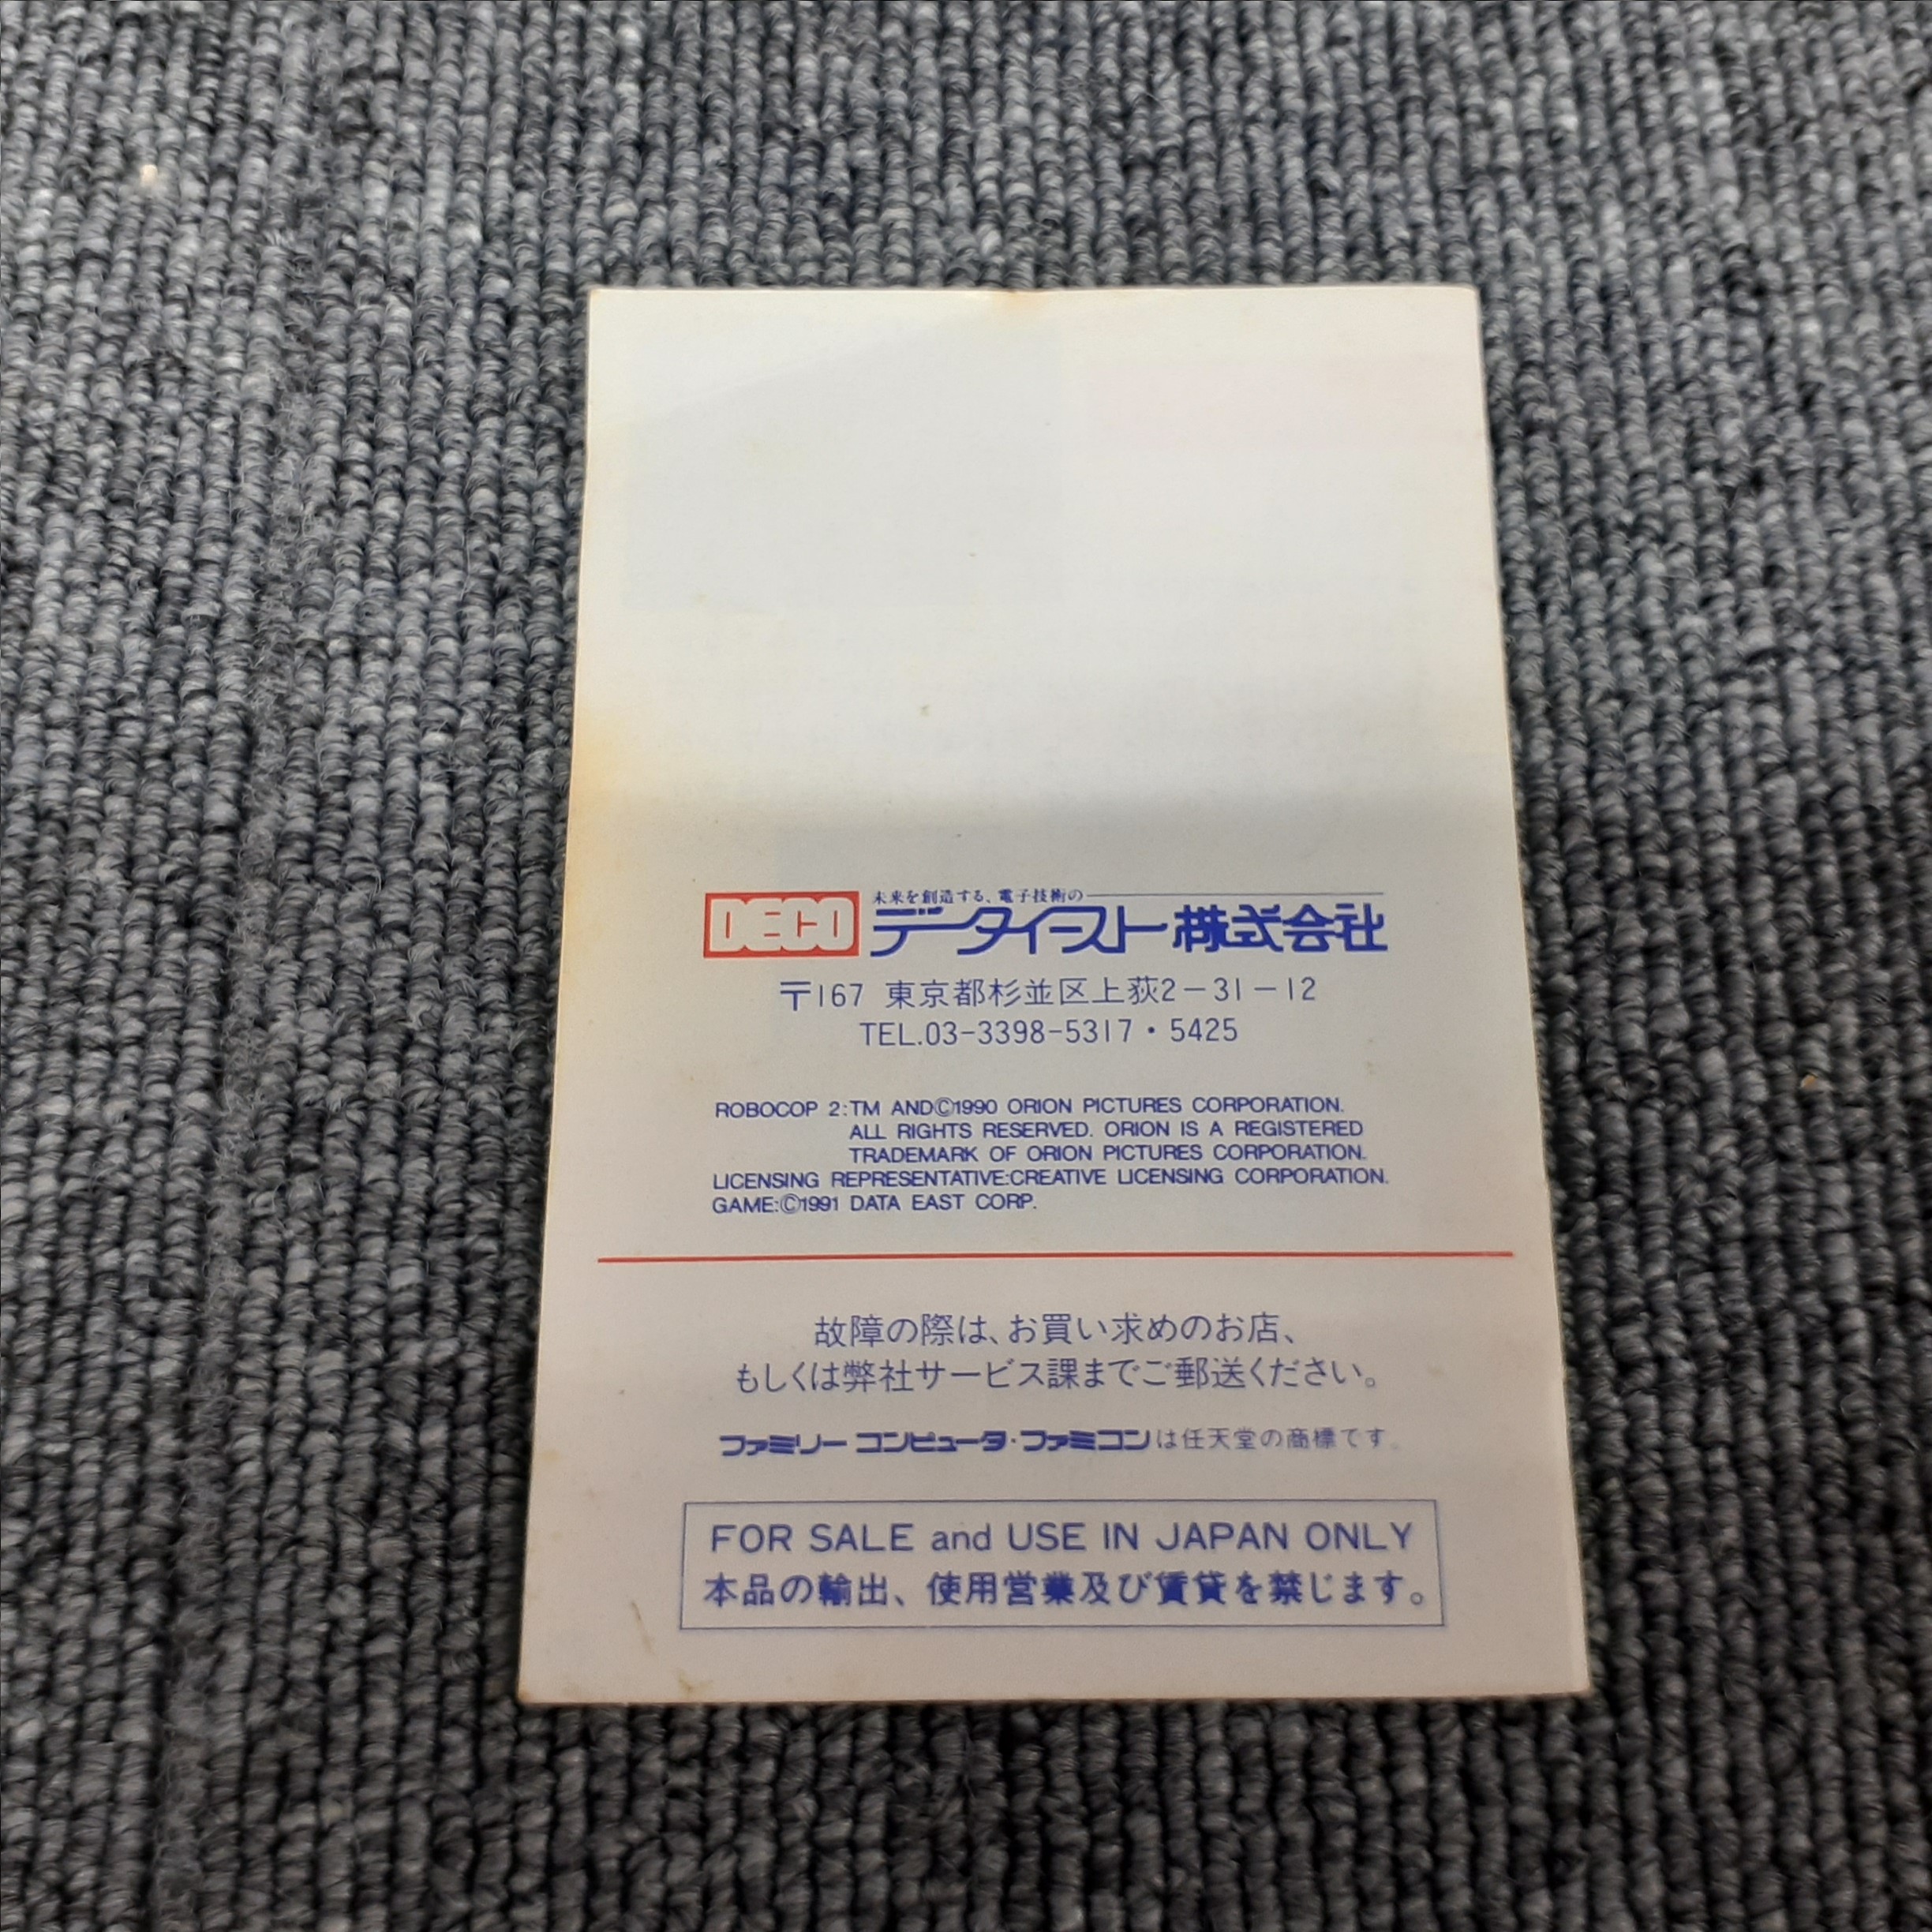 DECO 未来を創造する、電子技術の
データイースト株式会社
〒167 東京都杉並区上荻2-31-12
TEL.03-3398-5317・5425
ROBOCOP 2:TM AND©1990 ORION PICTURES CORPORATION.
ALL RIGHTS RESERVED. ORION IS A REGISTERED
TRADEMARK OF ORION PICTURES CORPORATION.
LICENSING REPRESENTATIVE:CREATIVE LICENSING CORPORATION.
GAME:©1991 DATA EAST CORP.
故障の際は、お買い求めのお店、
もしくは弊社サービス課までご郵送ください。
ファミリーコンピュータ・ファミコンは任天堂の商標です。
FOR SALE and USE IN JAPAN ONLY
本品の輸出、使用営業及び賃貸を禁じます。